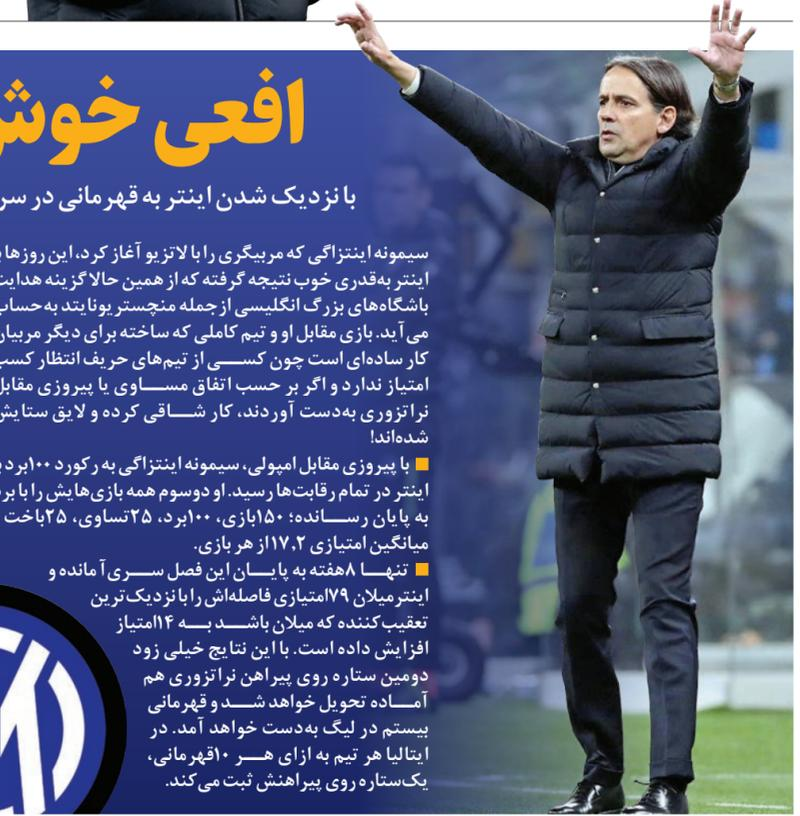 افعی خوش
با نزدیک شدن اینتر به قهرمانی در سر
سیمونه اینتزاگی که مربیگری را با لاتزیو آغاز کرد، این روزها
اینتر به‌قدری خوب نتیجه گرفته که از همین حالا گزینه هدایت
باشگاه‌های بزرگ انگلیسی ازجمله منچستریونایتد به‌حساب
می‌آید. بازی مقابل او و تیم کاملی که ساخته برای دیگر مربیان
کار ساده‌ای است چون کسی از تیم‌های حریف انتظار کسب
امتیاز ندارد و اگر بر حسب اتفاق مساوی یا پیروزی مقابل
نراتزوری به‌دست آوردند، کار شاقی کرده و لایق ستایش
شده‌اند!
■ با پیروزی مقابل امپولی، سیمونه اینتزاگی به رکورد ۱۰۰برد
اینتر در تمام رقابت‌ها رسید. او دوسوم همه بازی‌هایش را با برد
به پایان رسانده؛ ۱۵۰بازی، ۱۰۰برد، ۲۵تساوی، ۲۵باخت
میانگین امتیازی ۱۷٫۲از هر بازی.
■ تنها ۸هفته به پایان این فصل سری‌آ مانده و
اینترمیلان ۷۹امتیازی فاصله‌اش را با نزدیک‌ترین
تعقیب‌کننده که میلان باشد به ۱۴امتیاز
افزایش داده است. با این نتایج خیلی زود
دومین ستاره روی پیراهن نراتزوری هم
آماده تحویل خواهد شد و قهرمانی
بیستم در لیگ به‌دست خواهد آمد. در
ایتالیا هر تیم به ازای هر ۱۰قهرمانی،
یک‌ستاره روی پیراهنش ثبت می‌کند.